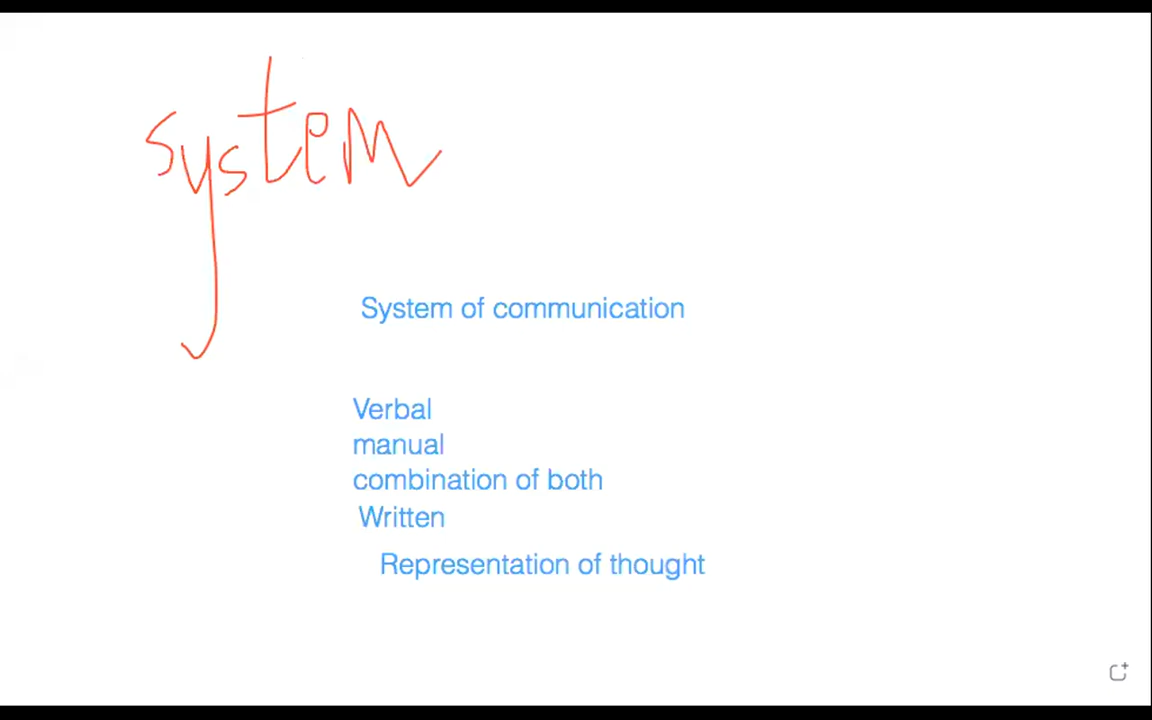 system
System of communication
Verbal
manual
combination of both
Written
Representation of thought